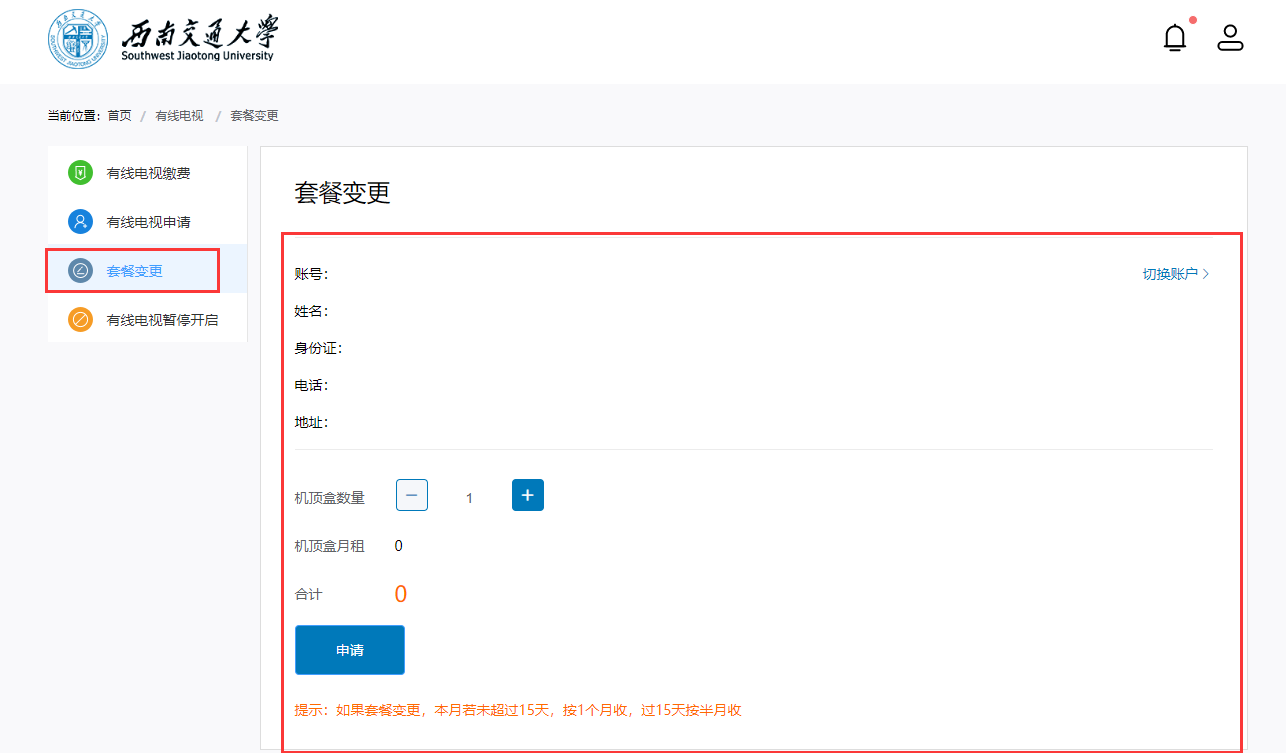 西南交通大學
Southwest Jiaotong University
当前位置：首页 / 有线电视 / 套餐变更
有线电视缴费
有线电视申请
套餐变更
有线电视暂停开启
套餐变更
账号：
切换账户 >
姓名：
身份证：
电话：
地址：
机顶盒数量 − 1 +
机顶盒月租 0
合计 0
申请
提示：如果套餐变更，本月若未超过15天，按1个月收，过15天按半月收